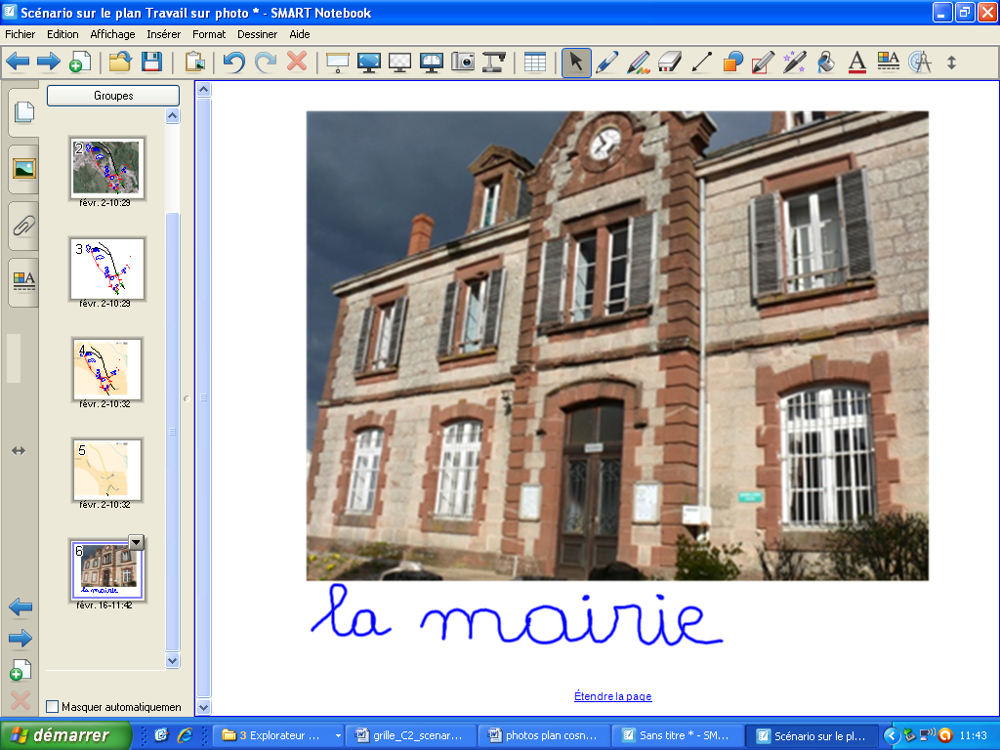 Scénario sur le plan Travail sur photo * - SMART Notebook
Fichier Edition Affichage Insérer Format Dessiner Aide
Groupes
2
févr. 2-10:29
3
févr. 2-10:29
4
févr. 2-10:32
5
févr. 2-10:32
6
la mairie
févr. 16-11:42
Masquer automatiquemen
la mairie
Étendre la page
démarrer
3 Explorateur ...
grille_C2_scenar...
photos plan cosn...
Sans titre * - SM...
Scénario sur le pl...
11:43